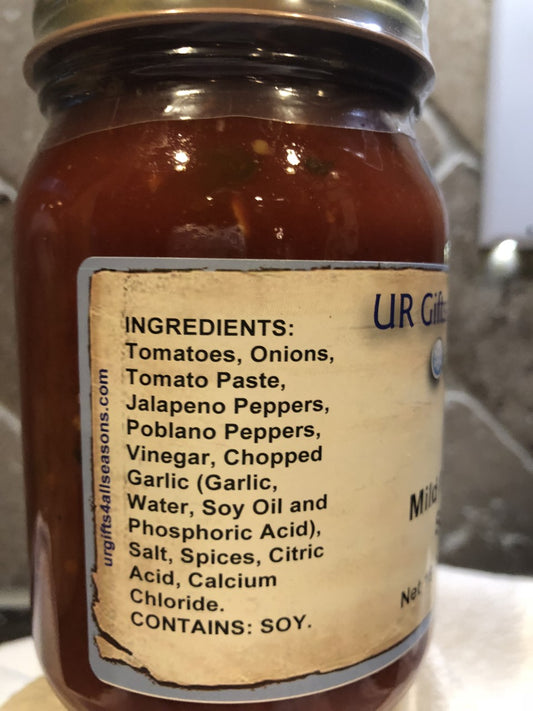 INGREDIENTS:
Tomatoes, Onions,
Tomato Paste,
Jalapeno Peppers,
Poblano Peppers,
Vinegar, Chopped
Garlic (Garlic,
Water, Soy Oil and
Phosphoric Acid),
Salt, Spices, Citric
Acid, Calcium
Chloride.
CONTAINS: SOY.
urgifts4allseasons.com
UR Gift
Mild
Net